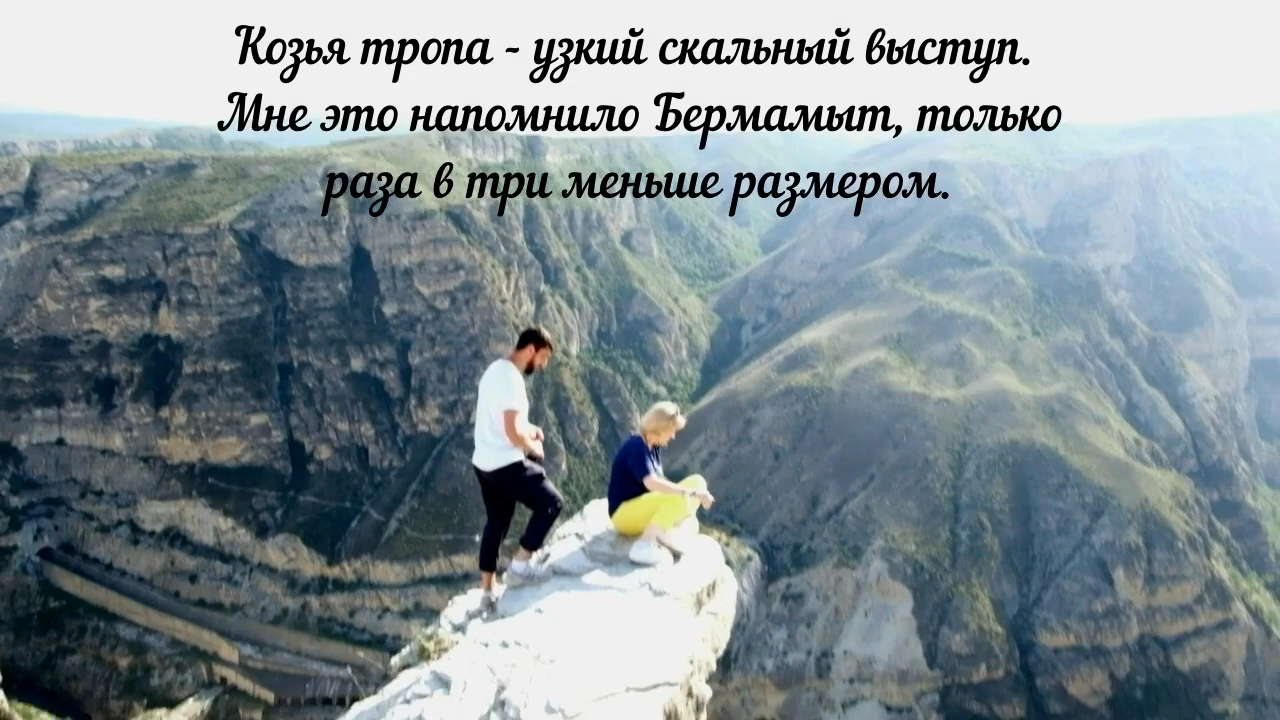 Козья тропа - узкий скальный выступ.
Мне это напомнило Бермамыт, только
раза в три меньше размером.